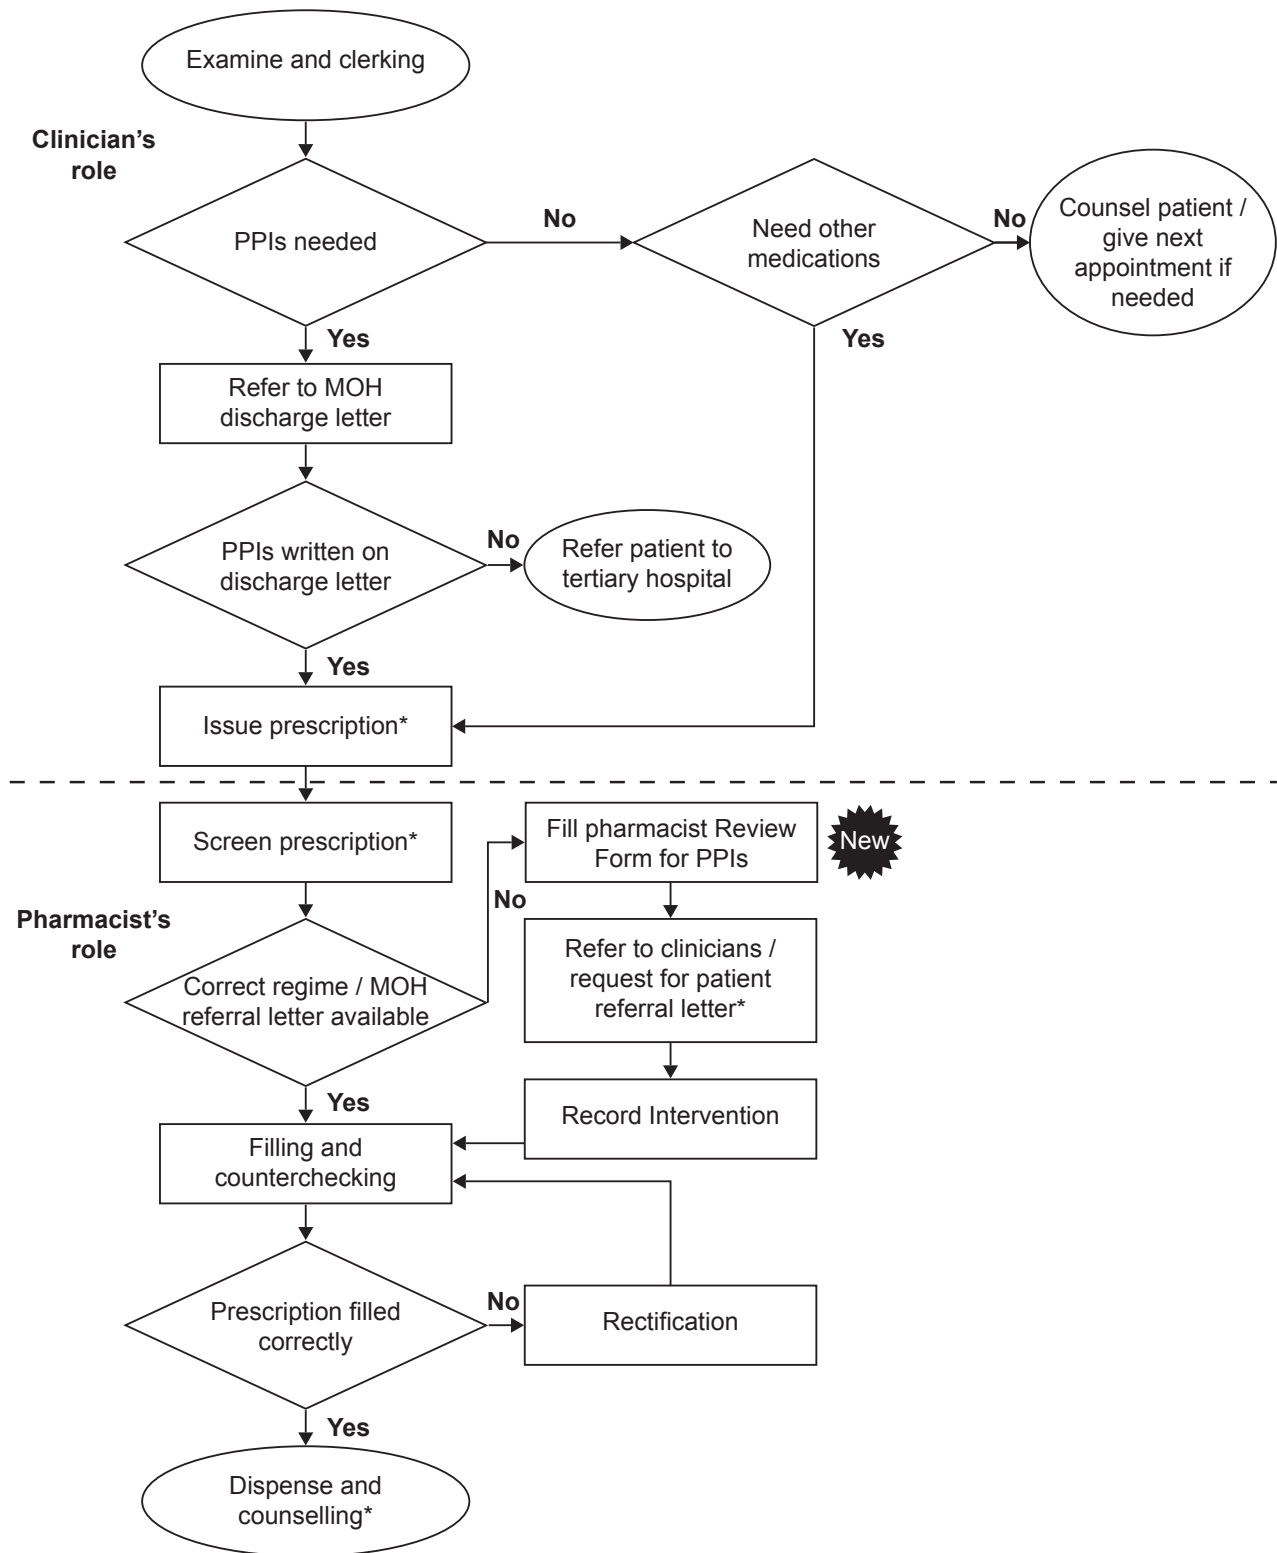 Examine and clerking
Clinician's
role
PPIs needed
No
Need other
medications
No
Counsel patient /
give next
appointment if
needed
Yes
Yes
Refer to MOH
discharge letter
PPIs written on
discharge letter
No
Refer patient to
tertiary hospital
Yes
Issue prescription*
Screen prescription*
Fill pharmacist Review
Form for PPIs
New
No
Pharmacist's
role
Correct regime / MOH
referral letter available
Refer to clinicians /
request for patient
referral letter*
Yes
Record Intervention
Filling and
counterchecking
Prescription filled
correctly
No
Rectification
Yes
Dispense and
counselling*